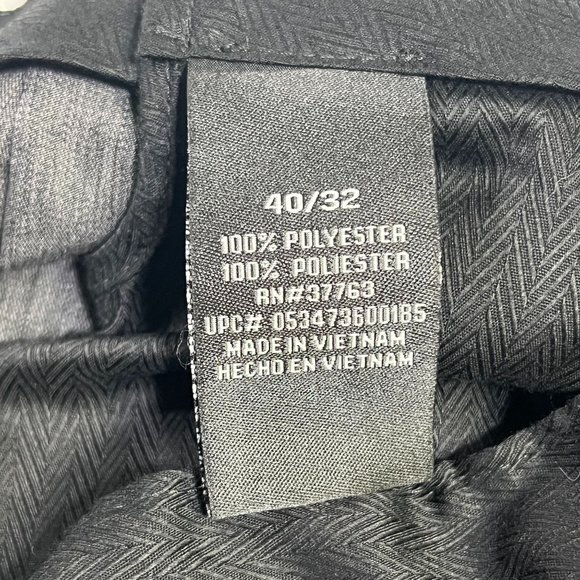 40/32
100% POLYESTER
100% POLIESTER
RN#37763
UPC# 053473600185
MADE IN VIETNAM
HECHO EN VIETNAM